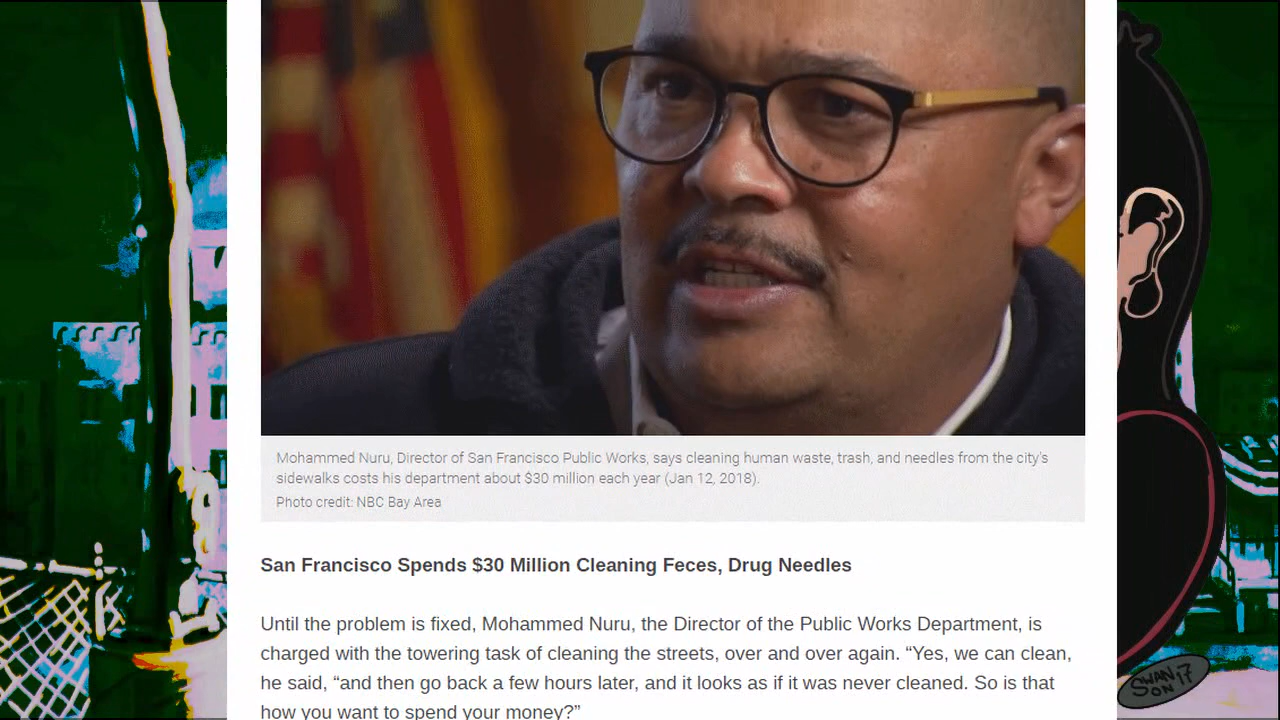 Mohammed Nuru, Director of San Francisco Public Works, says cleaning human waste, trash, and needles from the city's
sidewalks costs his department about $30 million each year (Jan 12, 2018).
Photo credit: NBC Bay Area
San Francisco Spends $30 Million Cleaning Feces, Drug Needles
Until the problem is fixed, Mohammed Nuru, the Director of the Public Works Department, is
charged with the towering task of cleaning the streets, over and over again. “Yes, we can clean,
he said, “and then go back a few hours later, and it looks as if it was never cleaned. So is that
how you want to spend your money?”
SWAN 17
SON